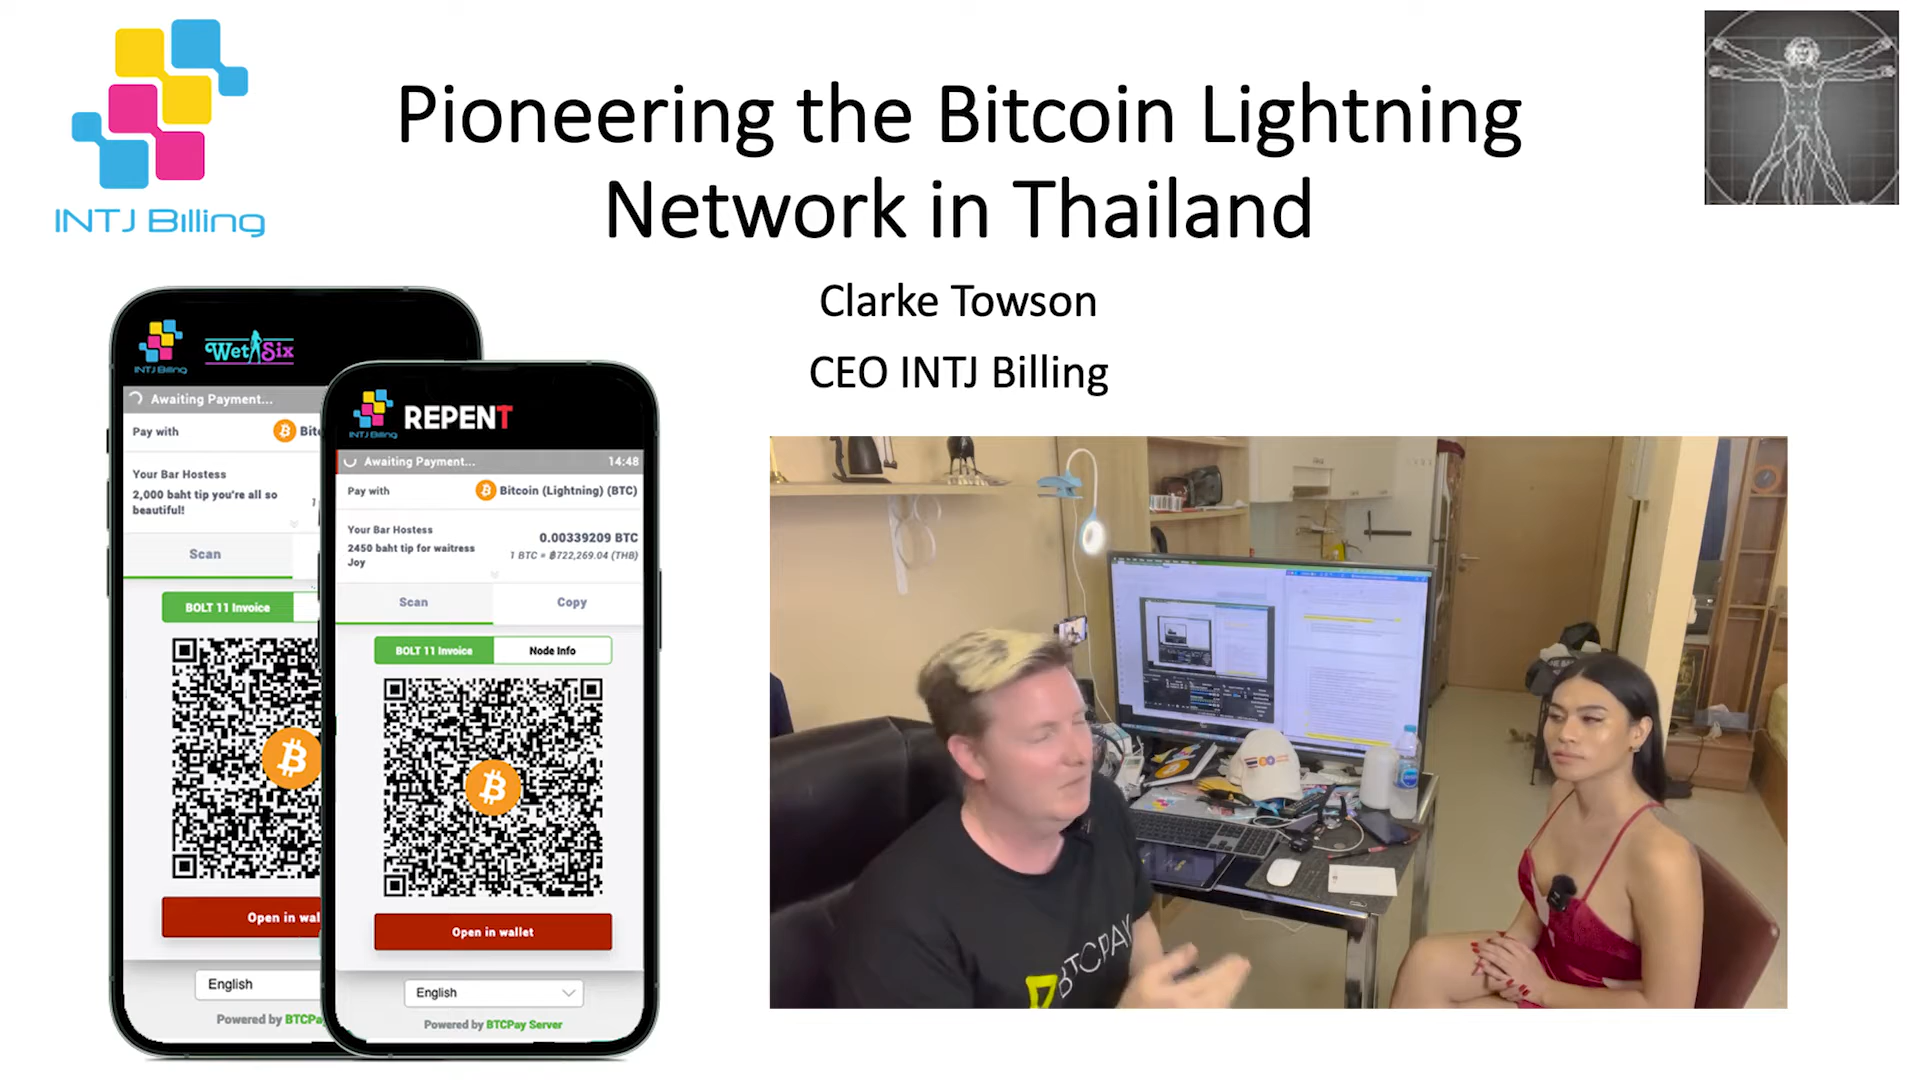 Pioneering the Bitcoin Lightning
Network in Thailand
Clarke Towson
CEO INTJ Billing
INTJ Billing
INTJ Billing
Wet Six
Awaiting Payment...
Pay with
Your Bar Hostess
2,000 baht tip you're all so
beautiful!
Scan
BOLT 11 Invoice
English
Powered by
INTJ Billing
REPENT
Awaiting Payment... 14:48
Pay with Bitcoin (Lightning) (BTC)
Your Bar Hostess
0.00339209 BTC
2450 baht tip for waitress
Joy
1 BTC = ฿722,269.04 (THB)
Scan Copy
BOLT 11 Invoice Node Info
Open in wallet
English
Powered by BTCPay Server
BTCPAY